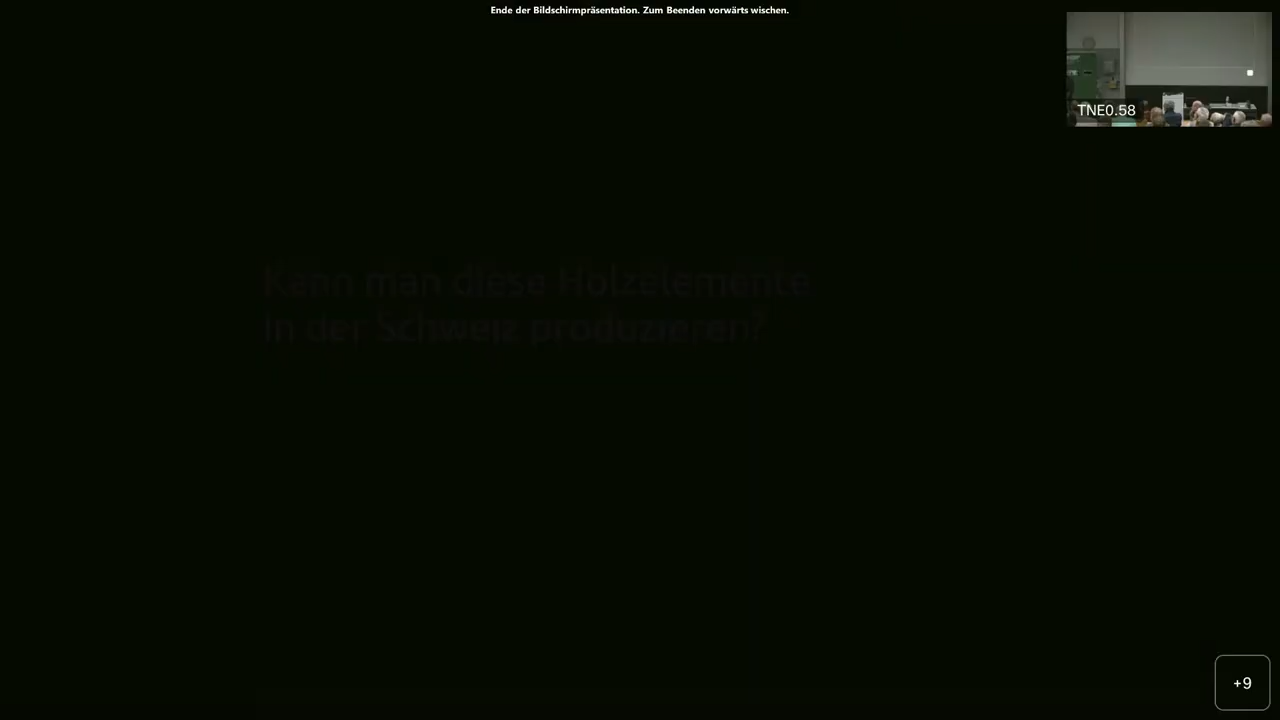 Ende der Bildschirmpräsentation. Zum Beenden vorwärts wischen.
TNE0.58
Kann man diese Holzelemente
in der Schweiz produzieren?
+9